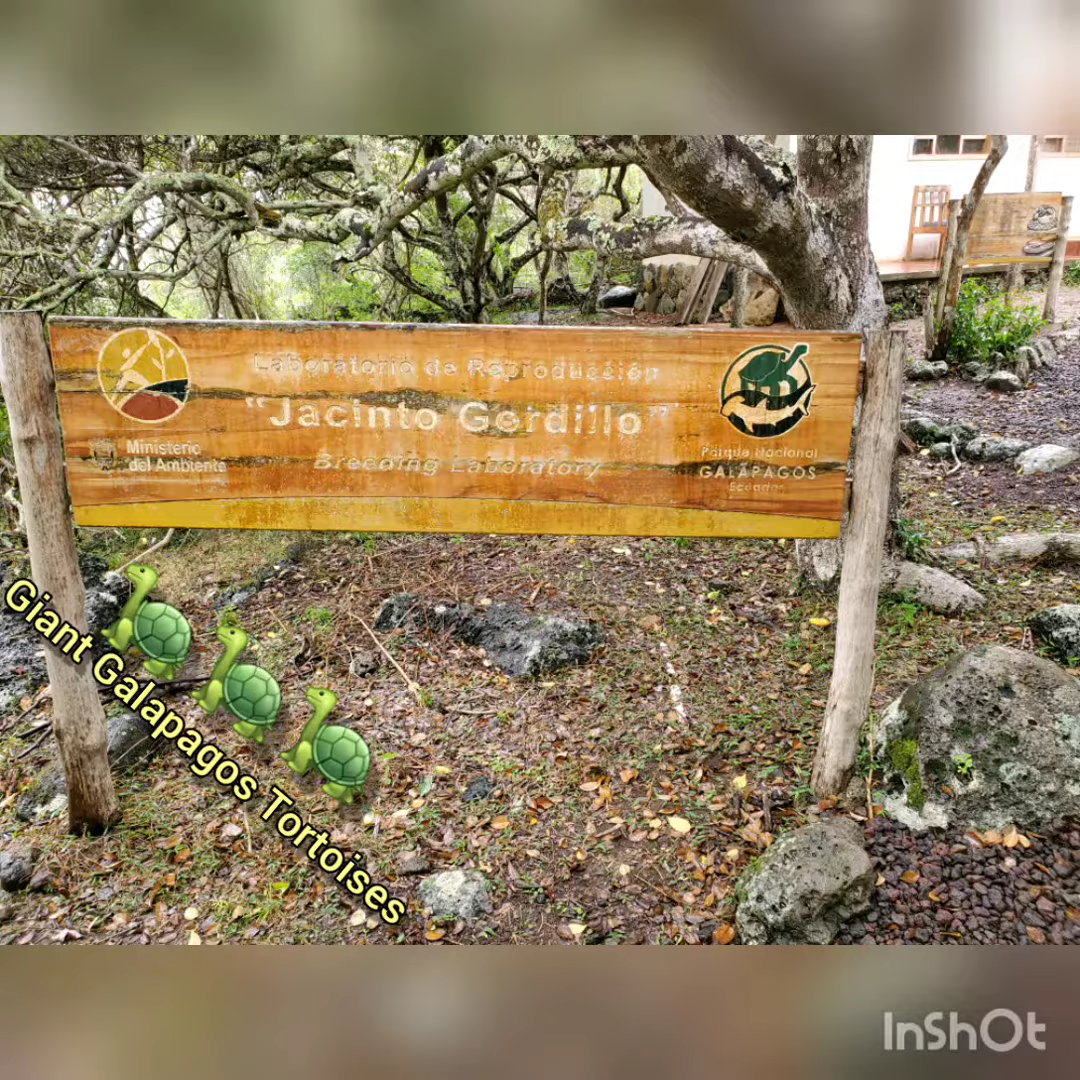 Laboratorio de Reproducción
"Jacinto Gordillo"
Breeding Laboratory
Ministerio
del Ambiente
Parque Nacional
GALÁPAGOS
Ecuador
Giant Galapagos Tortoises
InShOt